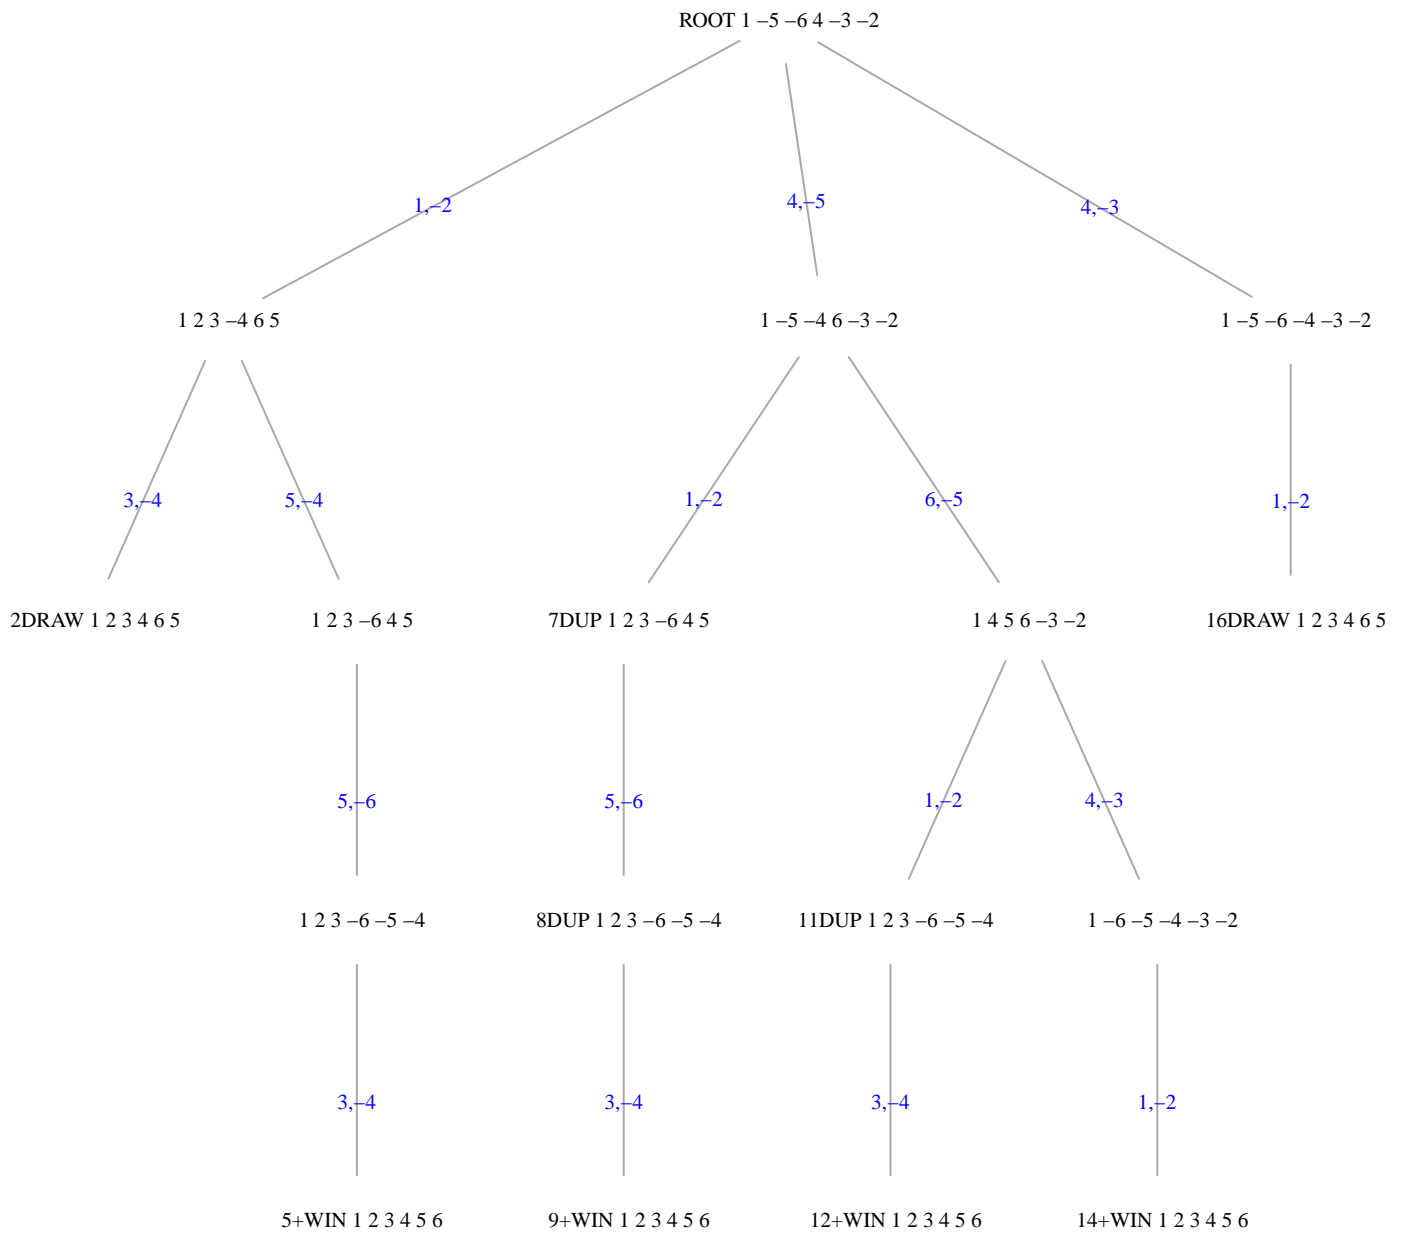 ROOT 1 –5 –6 4 –3 –2
1,–2
4,–5
4,–3
1 2 3 –4 6 5
1 –5 –4 6 –3 –2
1 –5 –6 –4 –3 –2
3,–4
5,–4
1,–2
6,–5
1,–2
2DRAW 1 2 3 4 6 5
1 2 3 –6 4 5
7DUP 1 2 3 –6 4 5
1 4 5 6 –3 –2
16DRAW 1 2 3 4 6 5
5,–6
5,–6
1,–2
4,–3
1 2 3 –6 –5 –4
8DUP 1 2 3 –6 –5 –4
11DUP 1 2 3 –6 –5 –4
1 –6 –5 –4 –3 –2
3,–4
3,–4
3,–4
1,–2
5+WIN 1 2 3 4 5 6
9+WIN 1 2 3 4 5 6
12+WIN 1 2 3 4 5 6
14+WIN 1 2 3 4 5 6